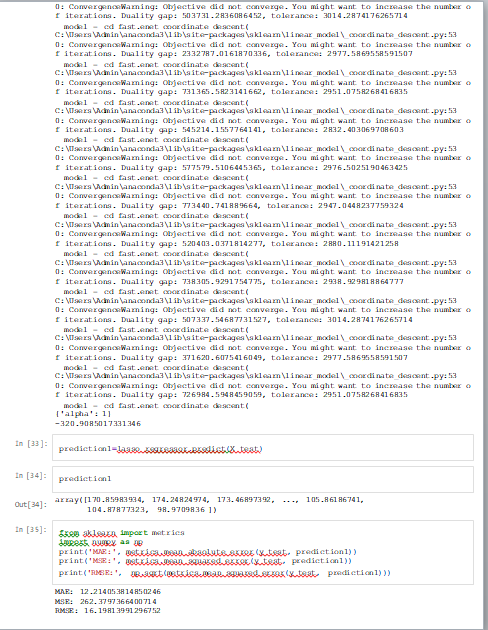 0: ConvergenceWarning: Objective did not converge. You might want to increase the number o
f iterations. Duality gap: 503731.2836086452, tolerance: 3014.2874176265714
model = cd_fast.enet_coordinate_descent(
C:\Users\Admin\anaconda3\lib\site-packages\sklearn\linear_model\_coordinate_descent.py:53
0: ConvergenceWarning: Objective did not converge. You might want to increase the number o
f iterations. Duality gap: 2332787.0161870336, tolerance: 2977.5869558591507
model = cd_fast.enet_coordinate_descent(
C:\Users\Admin\anaconda3\lib\site-packages\sklearn\linear_model\_coordinate_descent.py:53
0: ConvergenceWarning: Objective did not converge. You might want to increase the number o
f iterations. Duality gap: 731365.5823141662, tolerance: 2951.0758268416835
model = cd_fast.enet_coordinate_descent(
C:\Users\Admin\anaconda3\lib\site-packages\sklearn\linear_model\_coordinate_descent.py:53
0: ConvergenceWarning: Objective did not converge. You might want to increase the number o
f iterations. Duality gap: 545214.1557764141, tolerance: 2832.403069708603
model = cd_fast.enet_coordinate_descent(
C:\Users\Admin\anaconda3\lib\site-packages\sklearn\linear_model\_coordinate_descent.py:53
0: ConvergenceWarning: Objective did not converge. You might want to increase the number o
f iterations. Duality gap: 577579.5106445365, tolerance: 2976.5025190463425
model = cd_fast.enet_coordinate_descent(
C:\Users\Admin\anaconda3\lib\site-packages\sklearn\linear_model\_coordinate_descent.py:53
0: ConvergenceWarning: Objective did not converge. You might want to increase the number o
f iterations. Duality gap: 773440.741889664, tolerance: 2947.0448237759324
model = cd_fast.enet_coordinate_descent(
C:\Users\Admin\anaconda3\lib\site-packages\sklearn\linear_model\_coordinate_descent.py:53
0: ConvergenceWarning: Objective did not converge. You might want to increase the number o
f iterations. Duality gap: 520403.0371814277, tolerance: 2880.11191421258
model = cd_fast.enet_coordinate_descent(
C:\Users\Admin\anaconda3\lib\site-packages\sklearn\linear_model\_coordinate_descent.py:53
0: ConvergenceWarning: Objective did not converge. You might want to increase the number o
f iterations. Duality gap: 738305.9291754775, tolerance: 2938.929818864777
model = cd_fast.enet_coordinate_descent(
C:\Users\Admin\anaconda3\lib\site-packages\sklearn\linear_model\_coordinate_descent.py:53
0: ConvergenceWarning: Objective did not converge. You might want to increase the number o
f iterations. Duality gap: 507337.54687731527, tolerance: 3014.2874176265714
model = cd_fast.enet_coordinate_descent(
C:\Users\Admin\anaconda3\lib\site-packages\sklearn\linear_model\_coordinate_descent.py:53
0: ConvergenceWarning: Objective did not converge. You might want to increase the number o
f iterations. Duality gap: 371620.6075416049, tolerance: 2977.5869558591507
model = cd_fast.enet_coordinate_descent(
C:\Users\Admin\anaconda3\lib\site-packages\sklearn\linear_model\_coordinate_descent.py:53
0: ConvergenceWarning: Objective did not converge. You might want to increase the number o
f iterations. Duality gap: 726984.5948459059, tolerance: 2951.0758268416835
model = cd_fast.enet_coordinate_descent(
{'alpha': 1}
-320.9085017331346
In [33]: prediction1=lasso_regressor.predict(X_test)
In [34]: prediction1
Out[34]: array([170.85983934, 174.24824974, 173.46897392, ..., 105.86186741,
104.87877323, 98.9709836 ])
In [35]: from sklearn import metrics
import numpy as np
print('MAE:', metrics.mean_absolute_error(y_test, prediction1))
print('MSE:', metrics.mean_squared_error(y_test, prediction1))
print('RMSE:', np.sqrt(metrics.mean_squared_error(y_test, prediction1)))
MAE: 12.214053814850246
MSE: 262.3797366400714
RMSE: 16.19813991296752